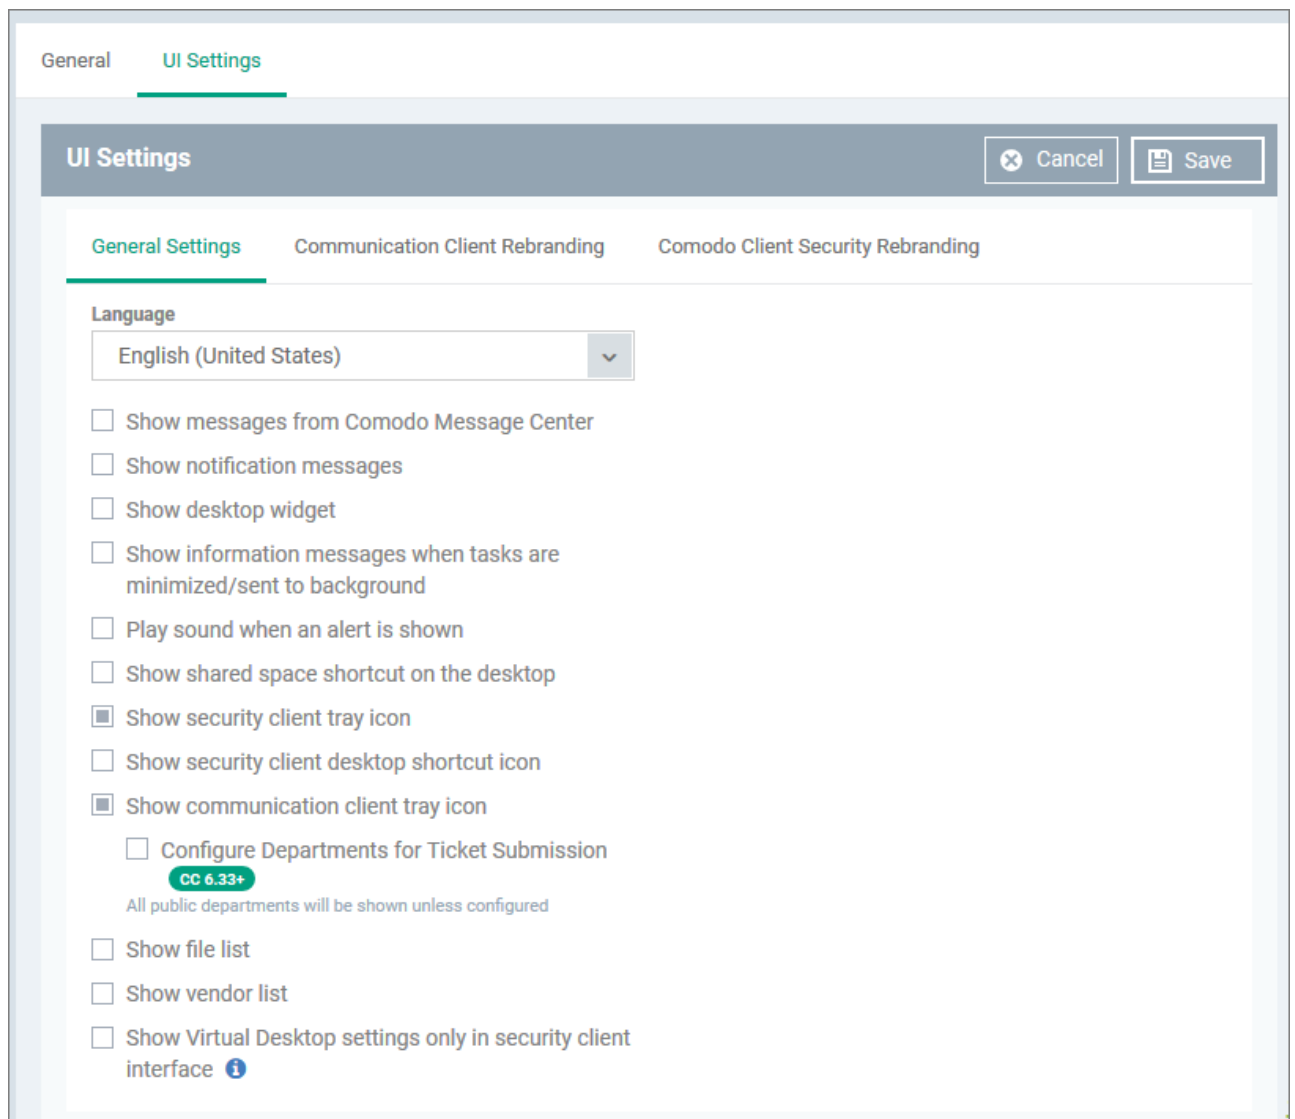 General UI Settings
UI Settings Cancel Save
General Settings Communication Client Rebranding Comodo Client Security Rebranding
Language
English (United States)
Show messages from Comodo Message Center
Show notification messages
Show desktop widget
Show information messages when tasks are
minimized/sent to background
Play sound when an alert is shown
Show shared space shortcut on the desktop
Show security client tray icon
Show security client desktop shortcut icon
Show communication client tray icon
Configure Departments for Ticket Submission
CC 6.33+
All public departments will be shown unless configured
Show file list
Show vendor list
Show Virtual Desktop settings only in security client
interface